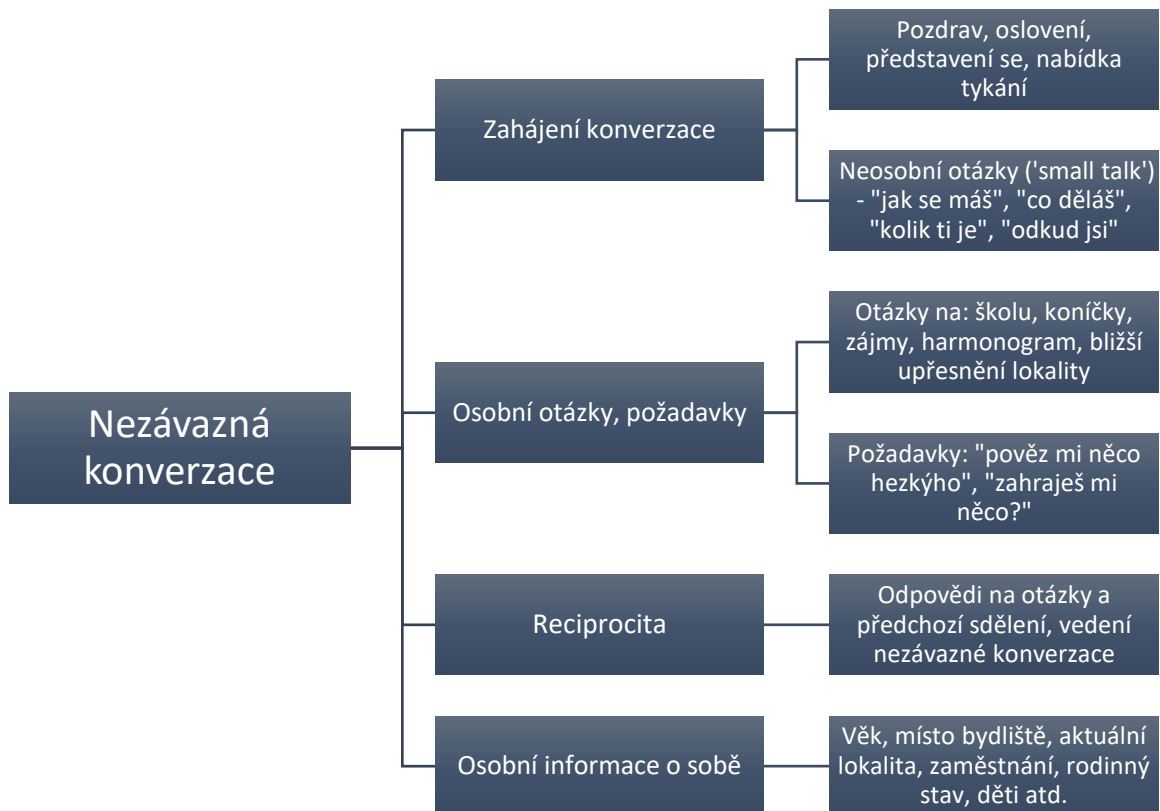 Nezávazná
konverzace
Zahájení konverzace
Pozdrav, oslovení,
představení se, nabídka
tykání
Neosobní otázky ('small talk')
- "jak se máš", "co děláš",
"kolik ti je", "odkud jsi"
Osobní otázky, požadavky
Otázky na: školu, koníčky,
zájmy, harmonogram, bližší
upřesnění lokality
Požadavky: "pověz mi něco
hezkýho", "zahraješ mi
něco?"
Reciprocita
Odpovědi na otázky a
předchozí sdělení, vedení
nezávazné konverzace
Osobní informace o sobě
Věk, místo bydliště, aktuální
lokalita, zaměstnání, rodinný
stav, děti atd.